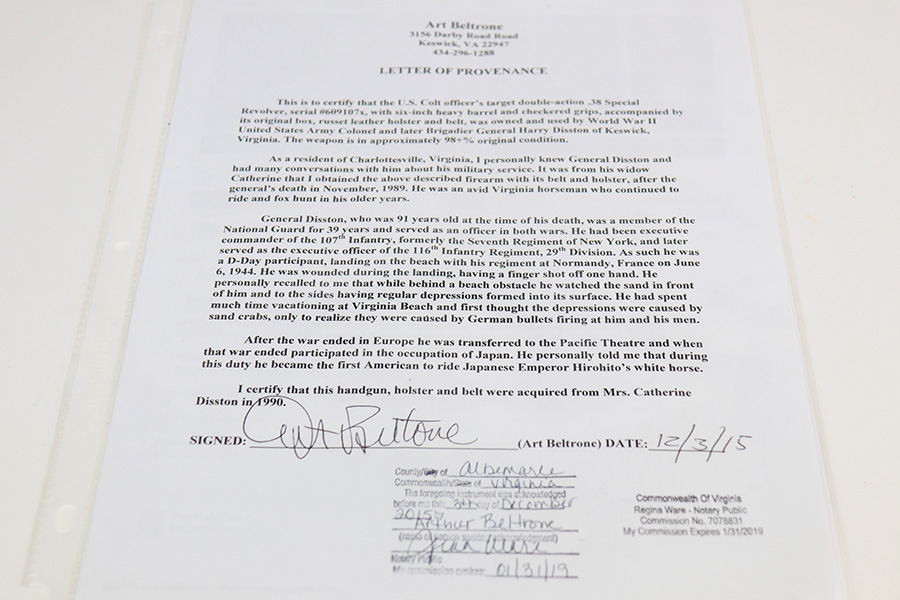 Art Beltrone
3156 Darby Road Road
Keswick, VA 22947
434-296-1288
LETTER OF PROVENANCE
This is to certify that the U.S. Colt officer's target double-action .38 Special
Revolver, serial #609107x, with six-inch heavy barrel and checkered grips, accompanied by
its original box, russet leather holster and belt, was owned and used by World War II
United States Army Colonel and later Brigadier General Harry Disston of Keswick,
Virginia. The weapon is in approximately 98+% original condition.
As a resident of Charlottesville, Virginia, I personally knew General Disston and
had many conversations with him about his military service. It was from his widow
Catherine that I obtained the above described firearm with its belt and holster, after the
general's death in November, 1989. He was an avid Virginia horseman who continued to
ride and fox hunt in his older years.
General Disston, who was 91 years old at the time of his death, was a member of the
National Guard for 39 years and served as an officer in both wars. He had been executive
commander of the 107th Infantry, formerly the Seventh Regiment of New York, and later
served as the executive officer of the 116th Infantry Regiment, 29th Division. As such he was
a D-Day participant, landing on the beach with his regiment at Normandy, France on June
6, 1944. He was wounded during the landing, having a finger shot off one hand. He
personally recalled to me that while behind a beach obstacle he watched the sand in front
of him and to the sides having regular depressions formed into its surface. He had spent
much time vacationing at Virginia Beach and first thought the depressions were caused by
sand crabs, only to realize they were caused by German bullets firing at him and his men.
After the war ended in Europe he was transferred to the Pacific Theatre and when
that war ended participated in the occupation of Japan. He personally told me that during
this duty he became the first American to ride Japanese Emperor Hirohito's white horse.
I certify that this handgun, holster and belt were acquired from Mrs. Catherine
Disston in 1990.
SIGNED: Art Beltrone (Art Beltrone) DATE: 12/3/15
County/City of Albemarle
Commonwealth/State of Virginia
The foregoing instrument was acknowledged
before me this 3rd day of December
2015,
Arthur Beltrone
Notary Public
My commission expires: 01/31/19
Commonwealth Of Virginia
Regina Ware - Notary Public
Commission No. 7078831
My Commission Expires 1/31/2019